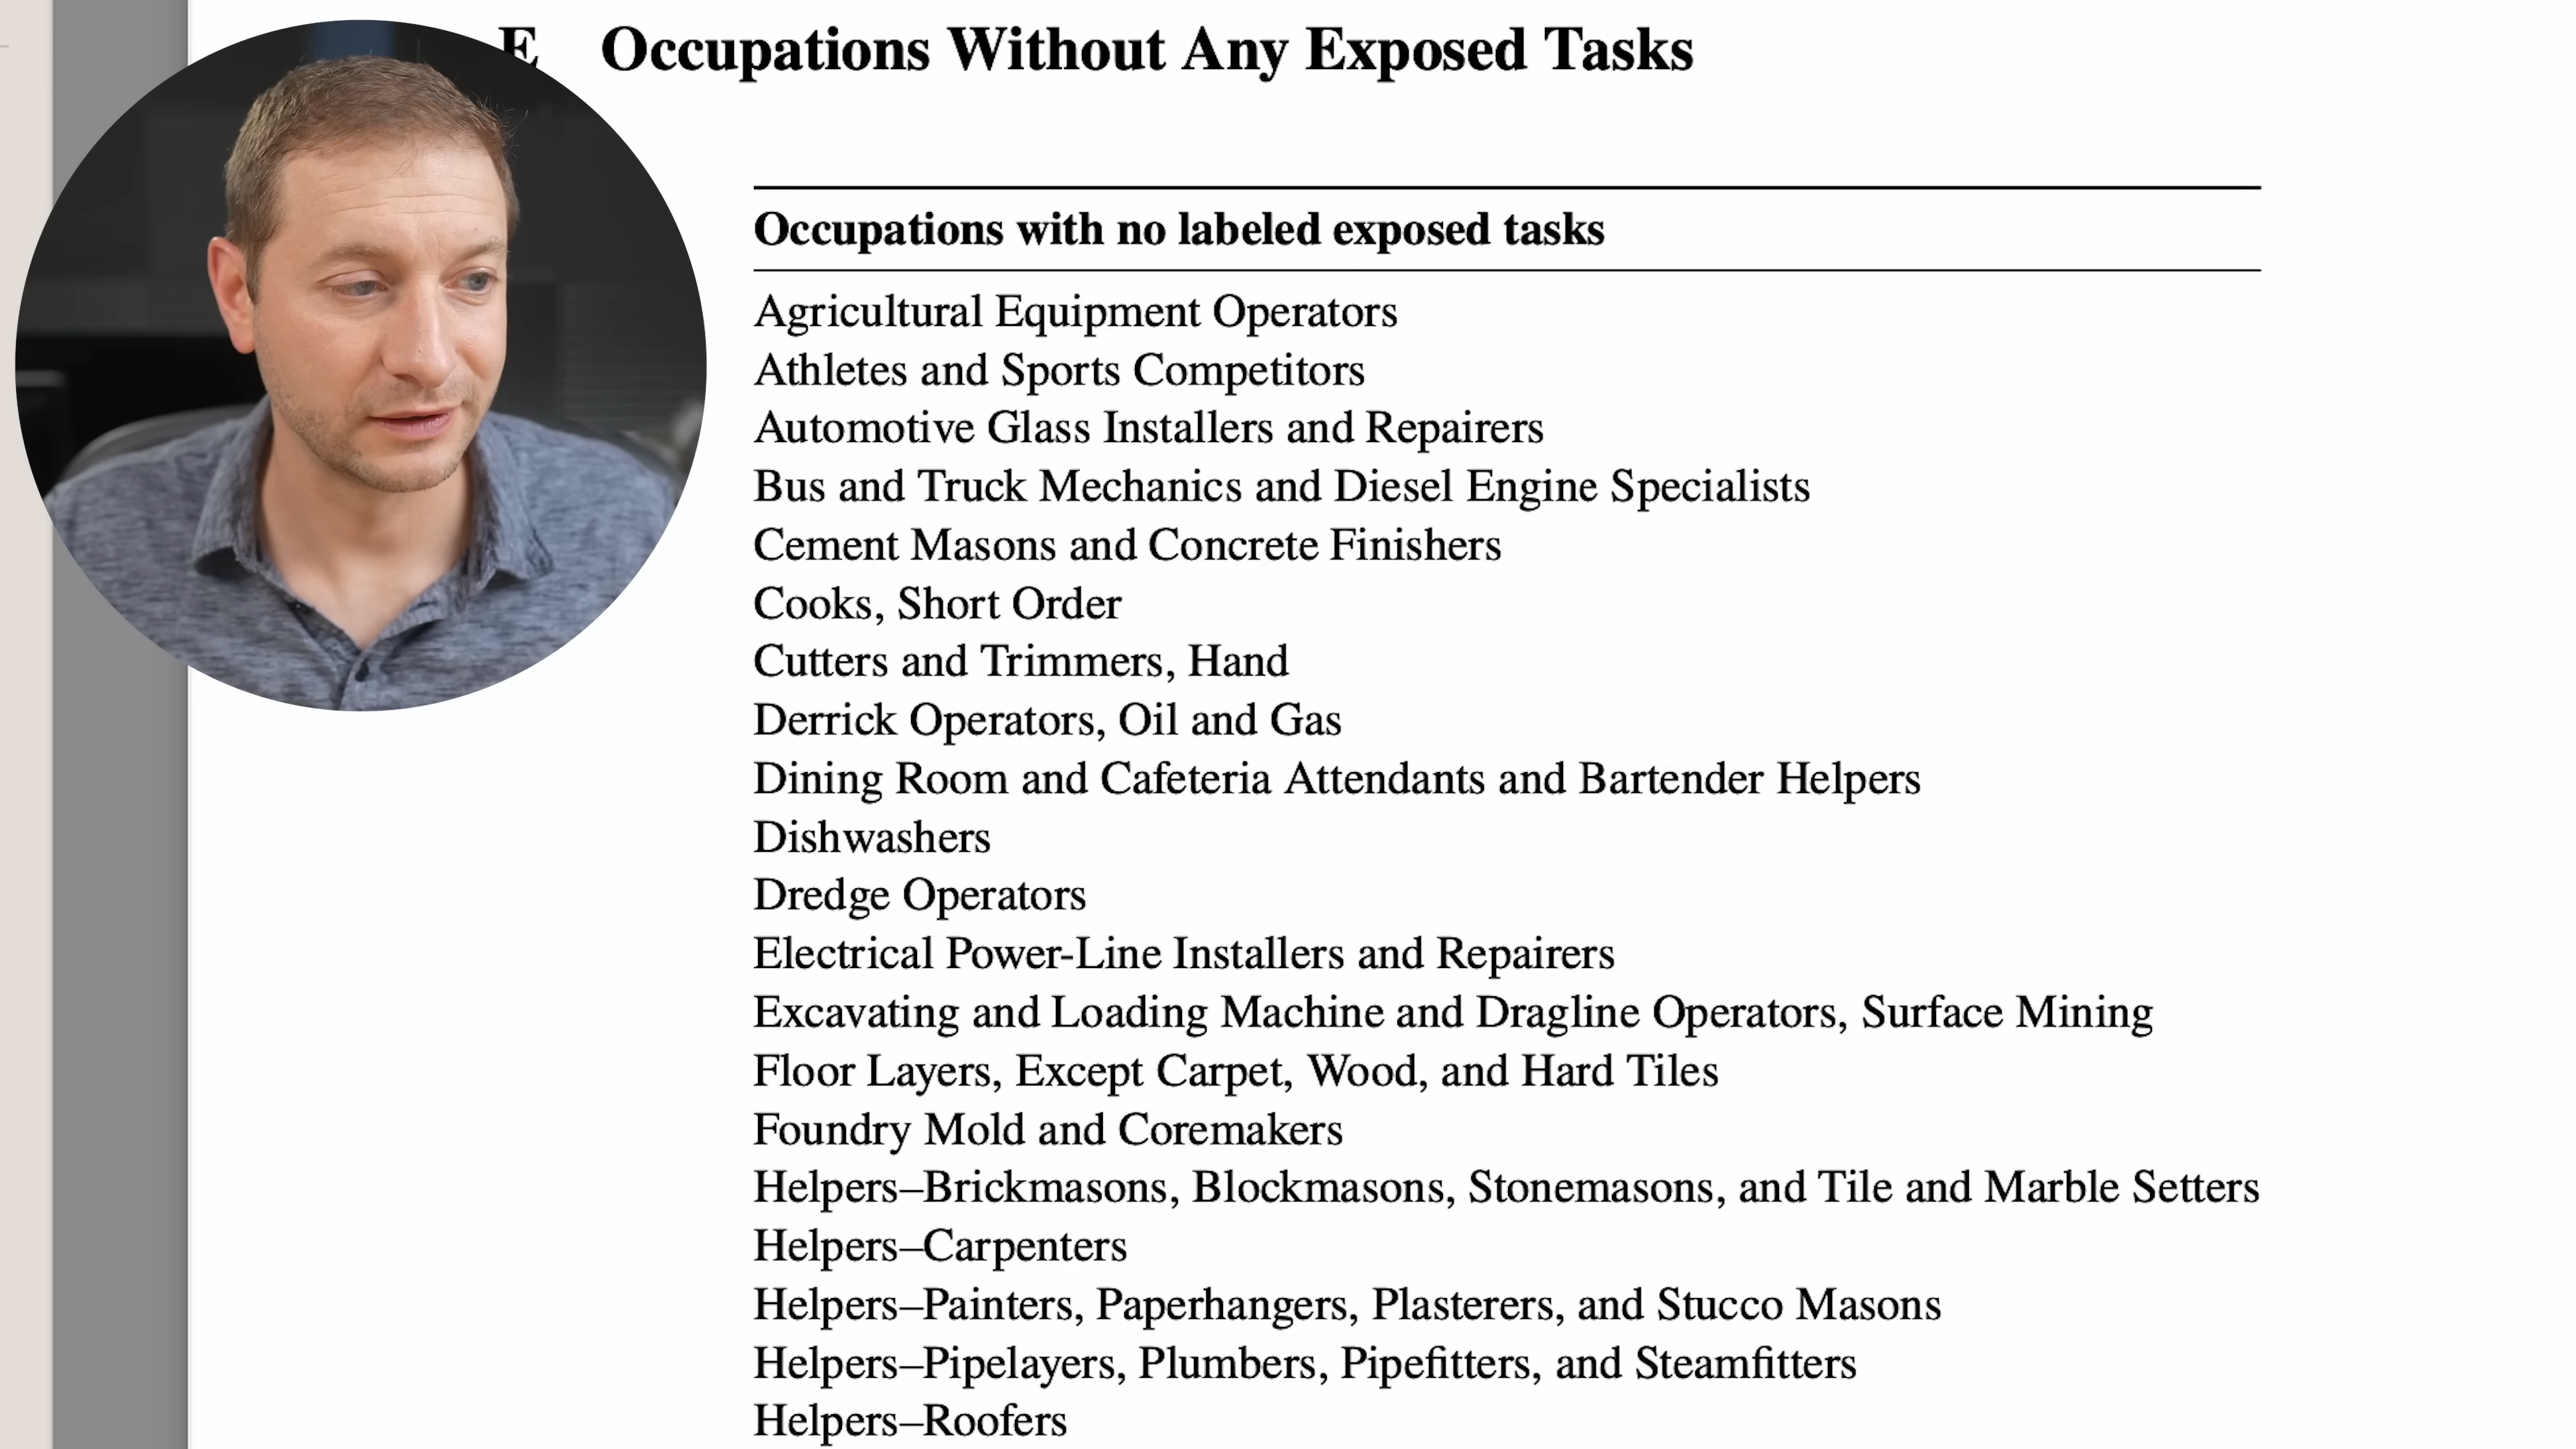 E Occupations Without Any Exposed Tasks
Occupations with no labeled exposed tasks
Agricultural Equipment Operators
Athletes and Sports Competitors
Automotive Glass Installers and Repairers
Bus and Truck Mechanics and Diesel Engine Specialists
Cement Masons and Concrete Finishers
Cooks, Short Order
Cutters and Trimmers, Hand
Derrick Operators, Oil and Gas
Dining Room and Cafeteria Attendants and Bartender Helpers
Dishwashers
Dredge Operators
Electrical Power-Line Installers and Repairers
Excavating and Loading Machine and Dragline Operators, Surface Mining
Floor Layers, Except Carpet, Wood, and Hard Tiles
Foundry Mold and Coremakers
Helpers–Brickmasons, Blockmasons, Stonemasons, and Tile and Marble Setters
Helpers–Carpenters
Helpers–Painters, Paperhangers, Plasterers, and Stucco Masons
Helpers–Pipelayers, Plumbers, Pipefitters, and Steamfitters
Helpers–Roofers